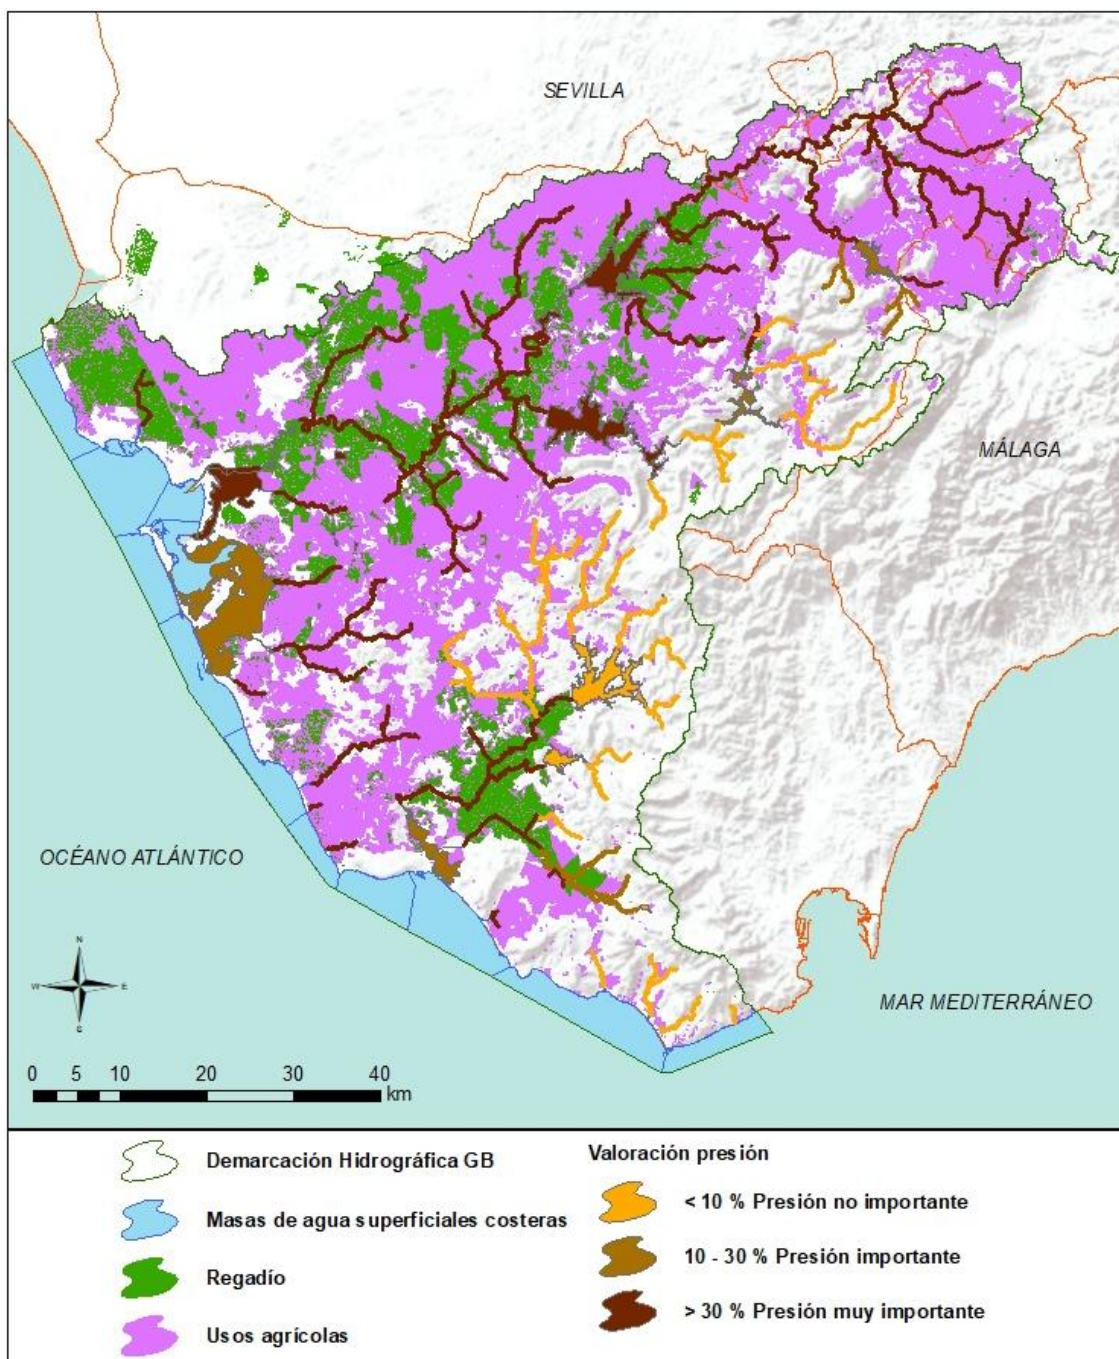 SEVILLA
MÁLAGA
OCÉANO ATLÁNTICO
MAR MEDITERRÁNEO
N
W
E
S
0 5 10 20 30 40
km
Demarcación Hidrográfica GB
Masas de agua superficiales costeras
Regadío
Usos agrícolas
Valoración presión
< 10 % Presión no importante
10 - 30 % Presión importante
> 30 % Presión muy importante